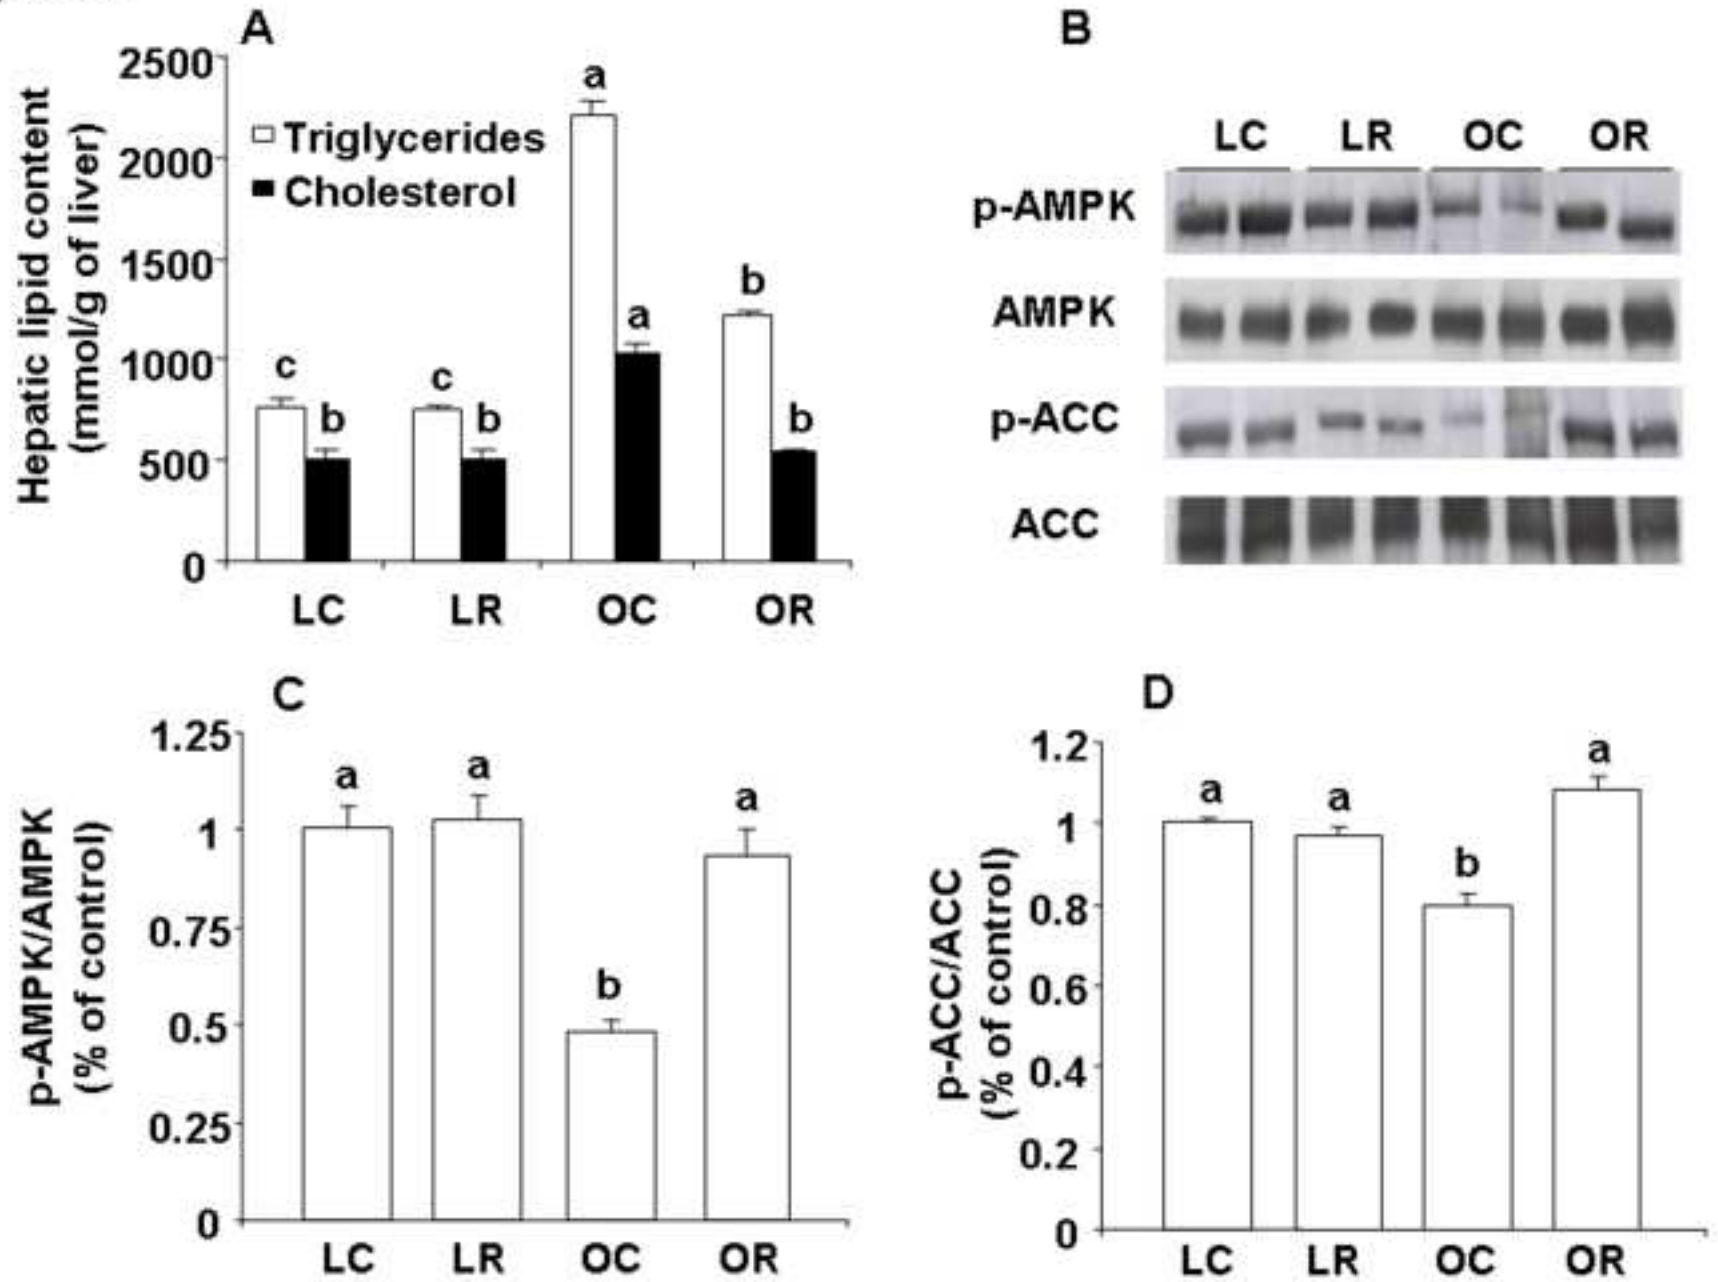 A
Hepatic lipid content
(mmol/g of liver)
2500
2000
1500
1000
500
0
Triglycerides
Cholesterol
c
b
c
b
a
a
b
b
LC LR OC OR
B
LC LR OC OR
p-AMPK
AMPK
p-ACC
ACC
C
p-AMPK/AMPK
(% of control)
1.25
1
0.75
0.5
0.25
0
a
a
b
a
LC LR OC OR
D
p-ACC/ACC
(% of control)
1.2
1
0.8
0.6
0.4
0.2
0
a
a
b
a
LC LR OC OR